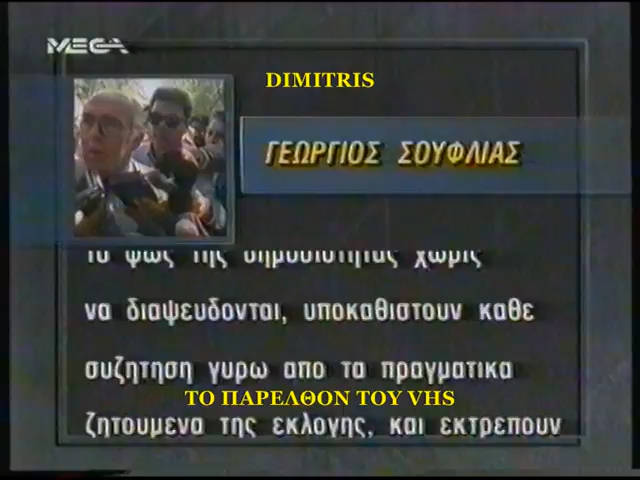 MEGA
DIMITRIS
ΓΕΩΡΓΙΟΣ ΣΟΥΦΛΙΑΣ
το φως της δημοσιοτητας χωρις
να διαψευδονται, υποκαθιστουν καθε
συζητηση γυρω απο τα πραγματικα
ΤΟ ΠΑΡΕΛΘΟΝ ΤΟΥ VHS
ζητουμενα της εκλογης, και εκτρεπουν